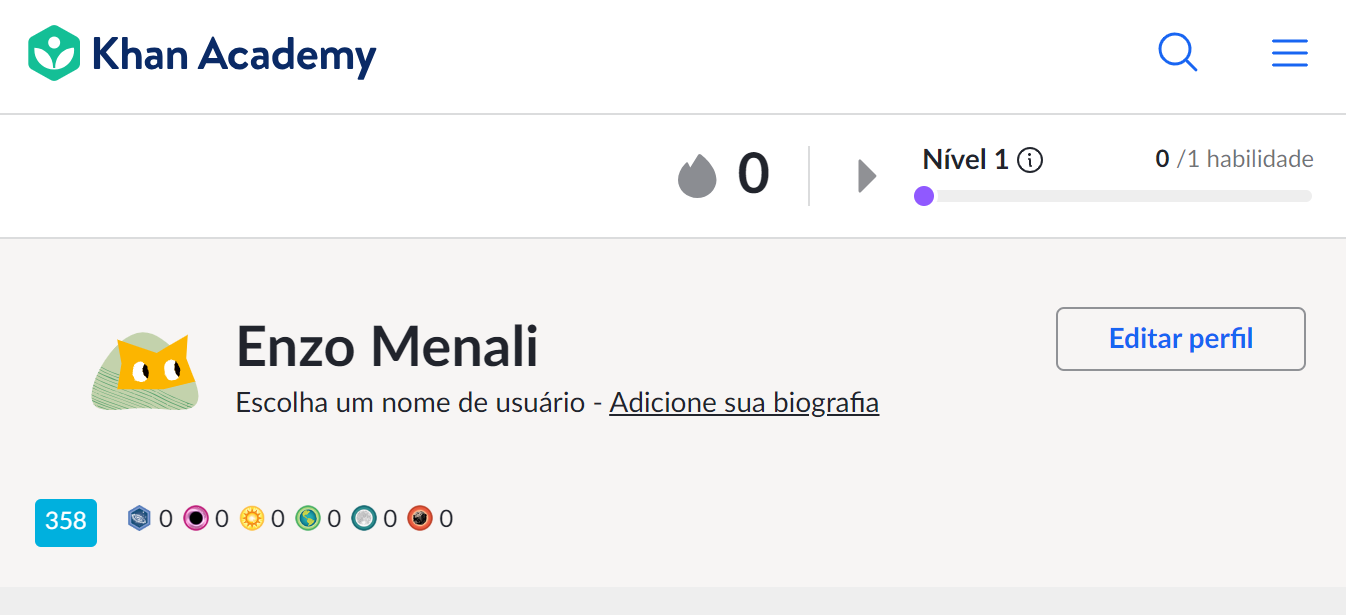 Khan Academy
0
Nível 1 0 /1 habilidade
Enzo Menali
Editar perfil
Escolha um nome de usuário - Adicione sua biografia
358 0 0 0 0 0 0